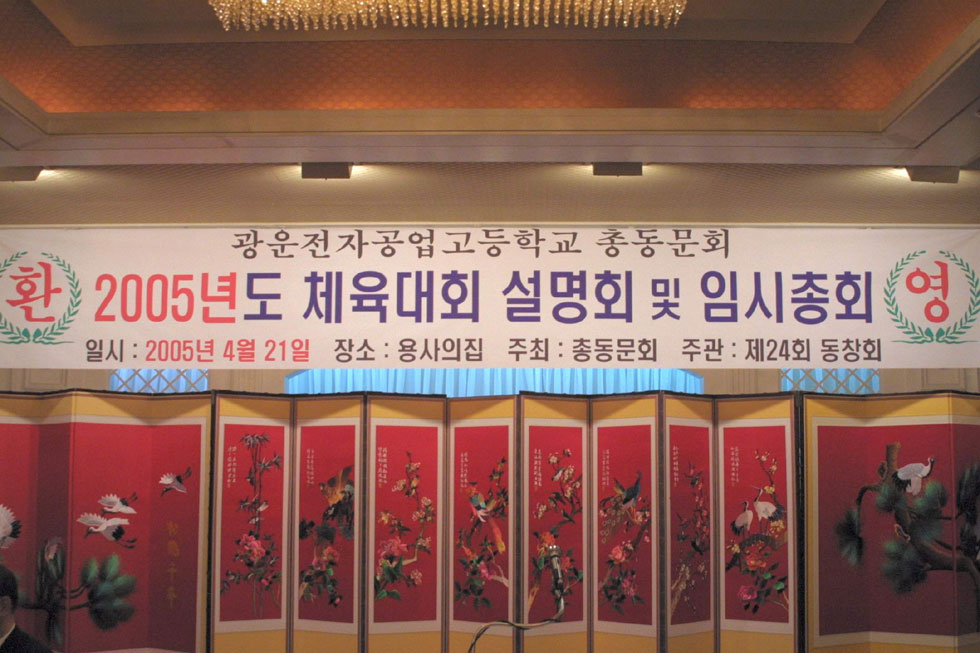 광운전자공업고등학교 총동문회
환 2005년도 체육대회 설명회 및 임시총회 영
일시 : 2005년 4월 21일 장소 : 용사의집 주최 : 총동문회 주관 : 제24회 동창회